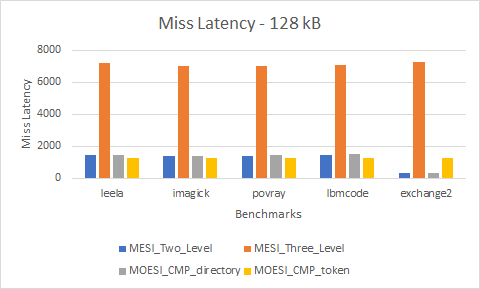 Miss Latency - 128 kB
8000
6000
4000
2000
0
Miss Latency
leela imagick povray lbmcode exchange2
Benchmarks
MESI_Two_Level MESI_Three_Level
MOESI_CMP_directory MOESI_CMP_token